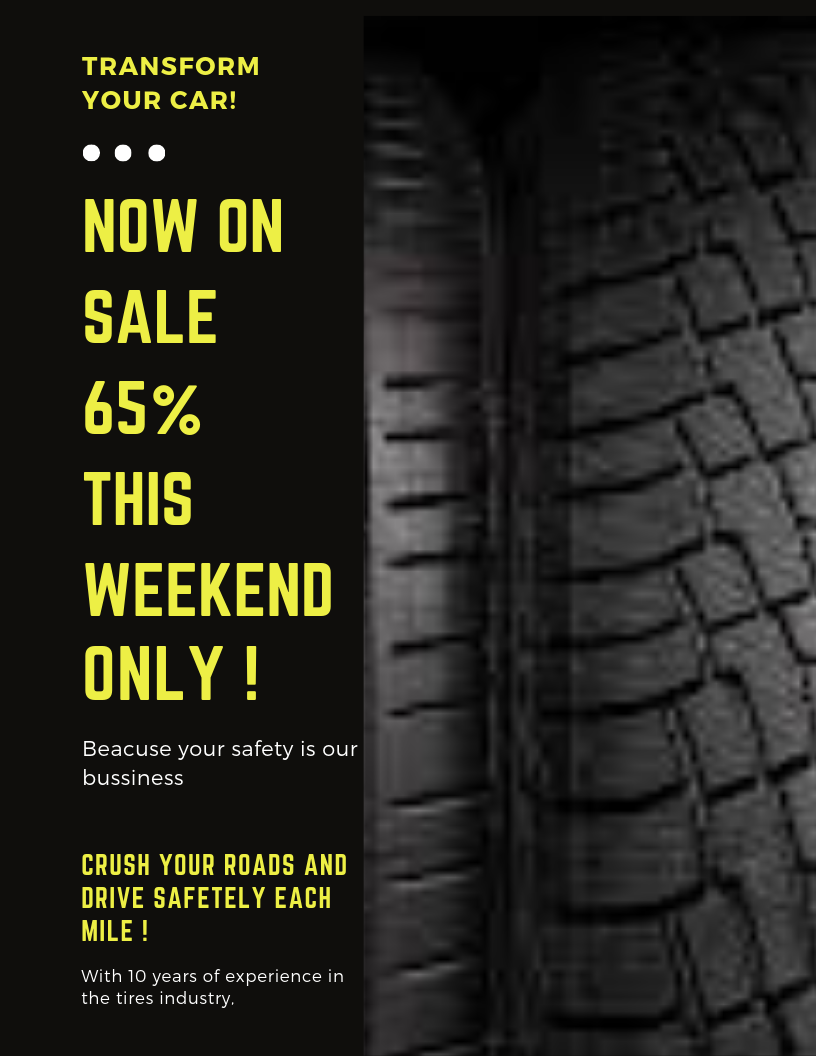 TRANSFORM
YOUR CAR!
NOW ON
SALE
65%
THIS
WEEKEND
ONLY !
Beacuse your safety is our
bussiness
CRUSH YOUR ROADS AND
DRIVE SAFETELY EACH
MILE !
With 10 years of experience in
the tires industry,